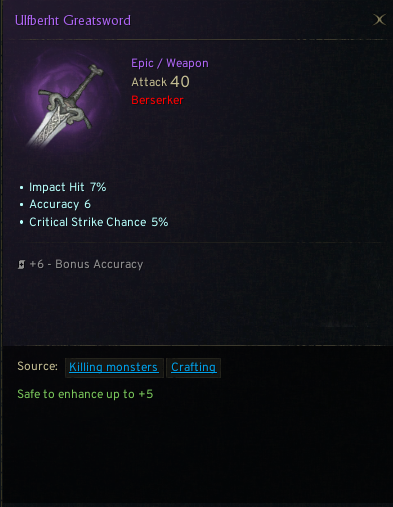 Ulfberht Greatsword
Epic / Weapon
Attack 40
Berserker
• Impact Hit 7%
• Accuracy 6
• Critical Strike Chance 5%
+6 - Bonus Accuracy
Source: Killing monsters Crafting
Safe to enhance up to +5